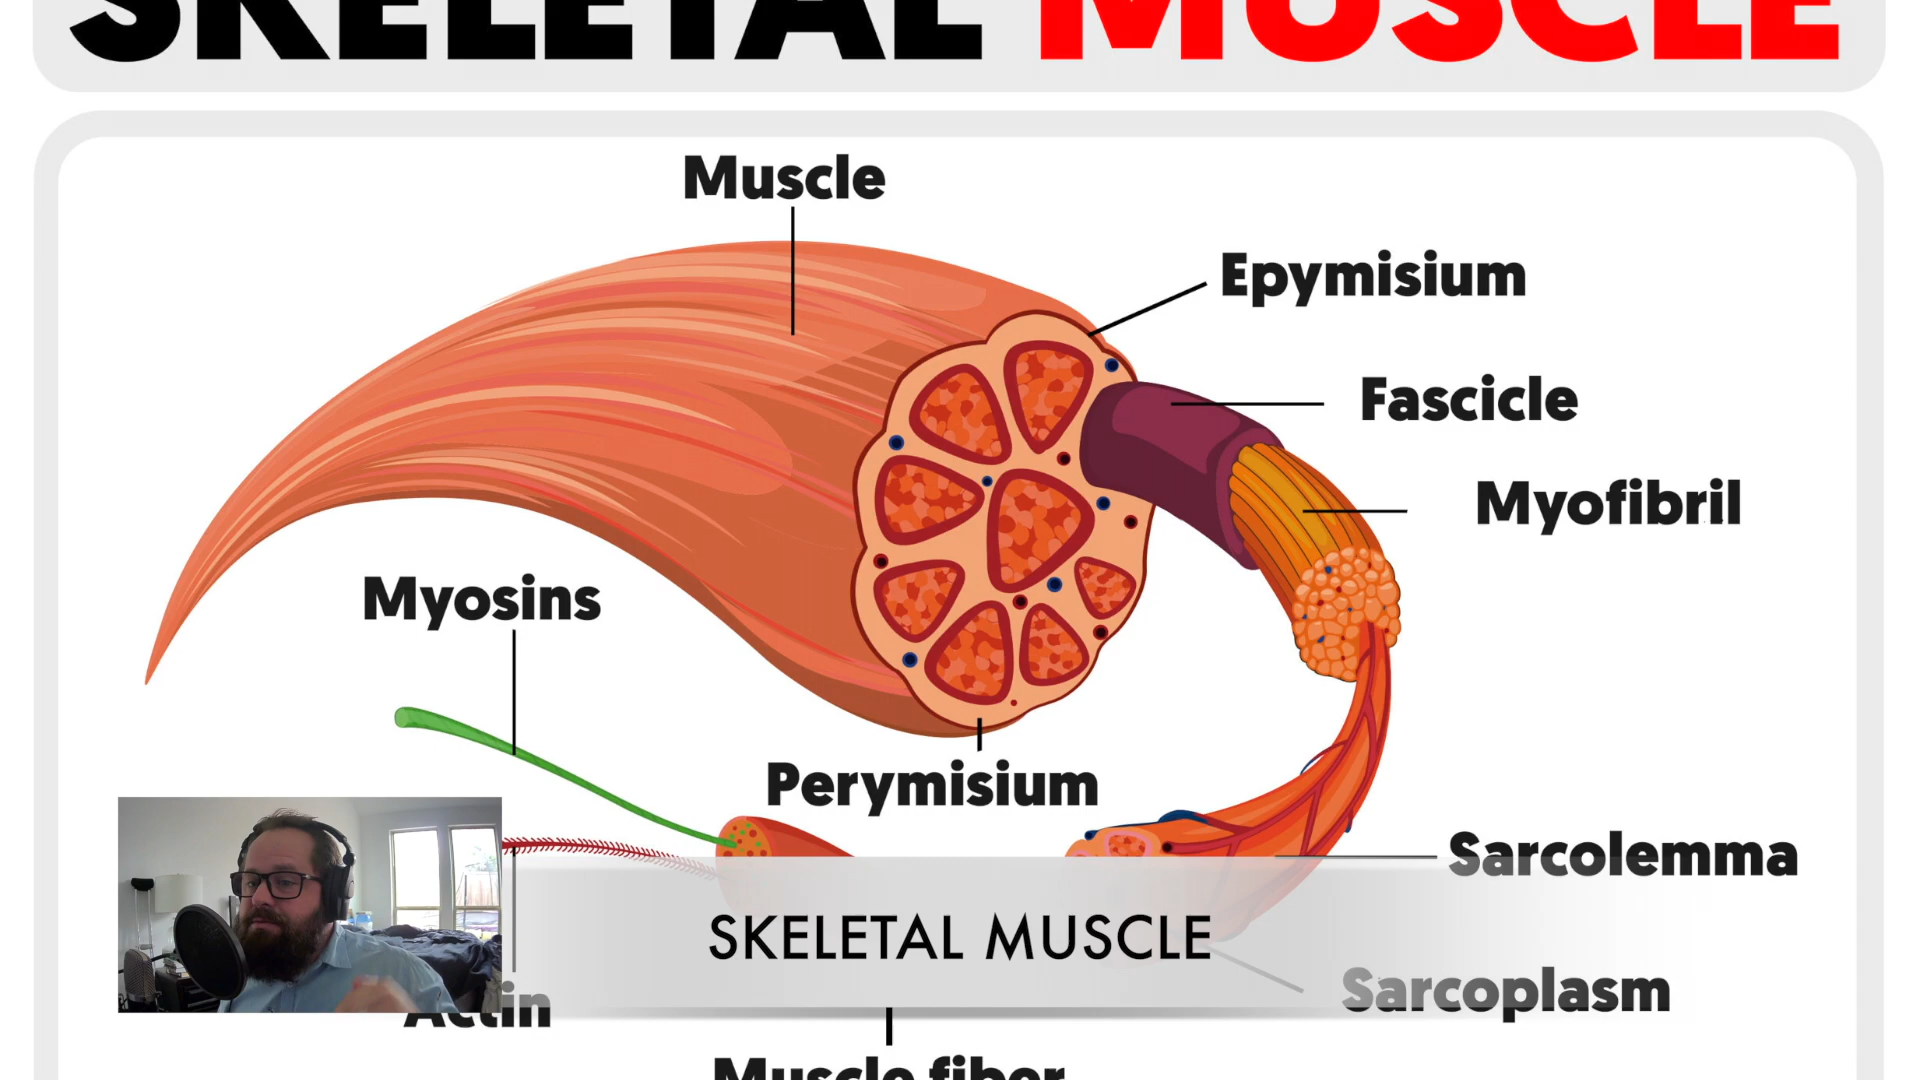 SKELETAL MUSCLE
Muscle
Epymisium
Fascicle
Myofibril
Myosins
Perymisium
Sarcolemma
SKELETAL MUSCLE
Sarcoplasm
Actin
Muscle fiber